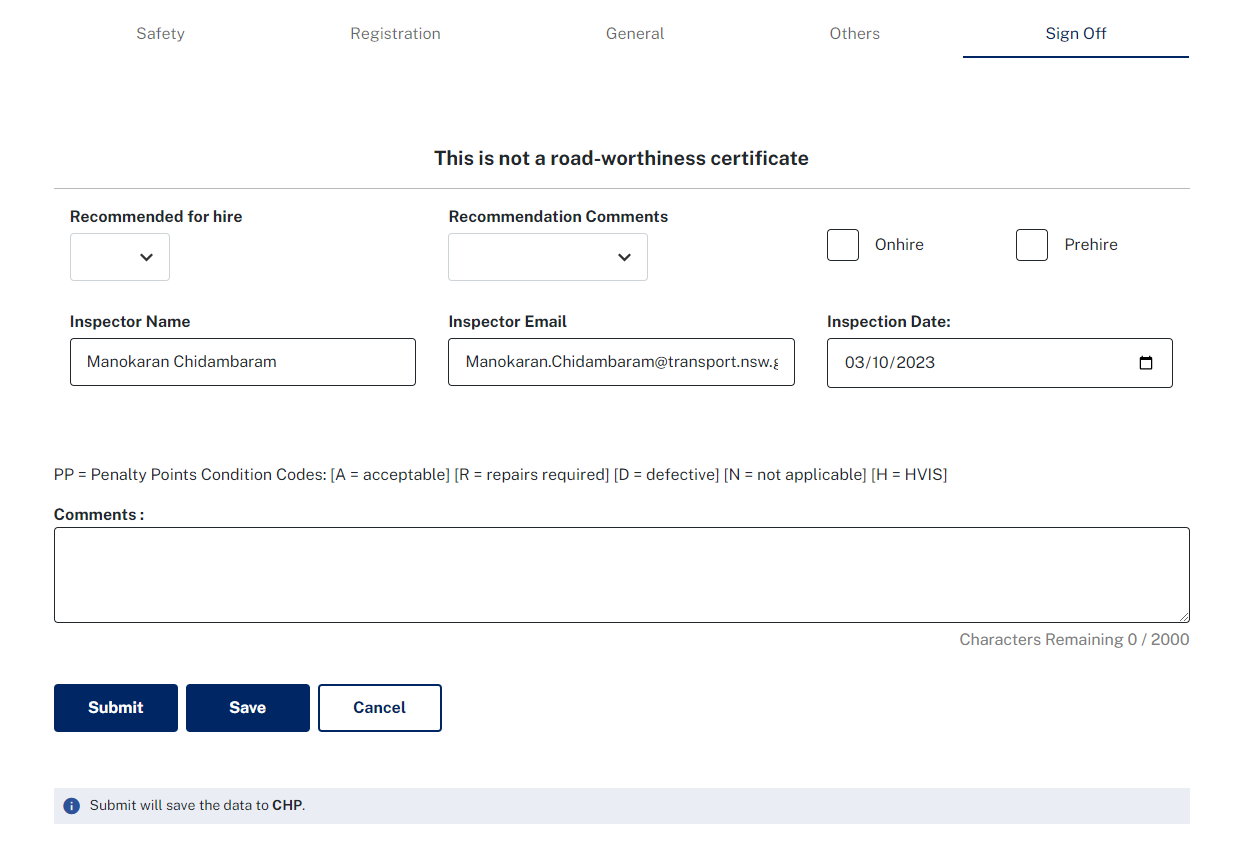 Safety Registration General Others Sign Off
This is not a road-worthiness certificate
Recommended for hire Recommendation Comments
Onhire Prehire
Inspector Name Inspector Email Inspection Date:
Manokaran Chidambaram Manokaran.Chidambaram@transport.nsw.g 03/10/2023
PP = Penalty Points Condition Codes: [A = acceptable] [R = repairs required] [D = defective] [N = not applicable] [H = HVIS]
Comments :
Characters Remaining 0 / 2000
Submit Save Cancel
Submit will save the data to CHP.